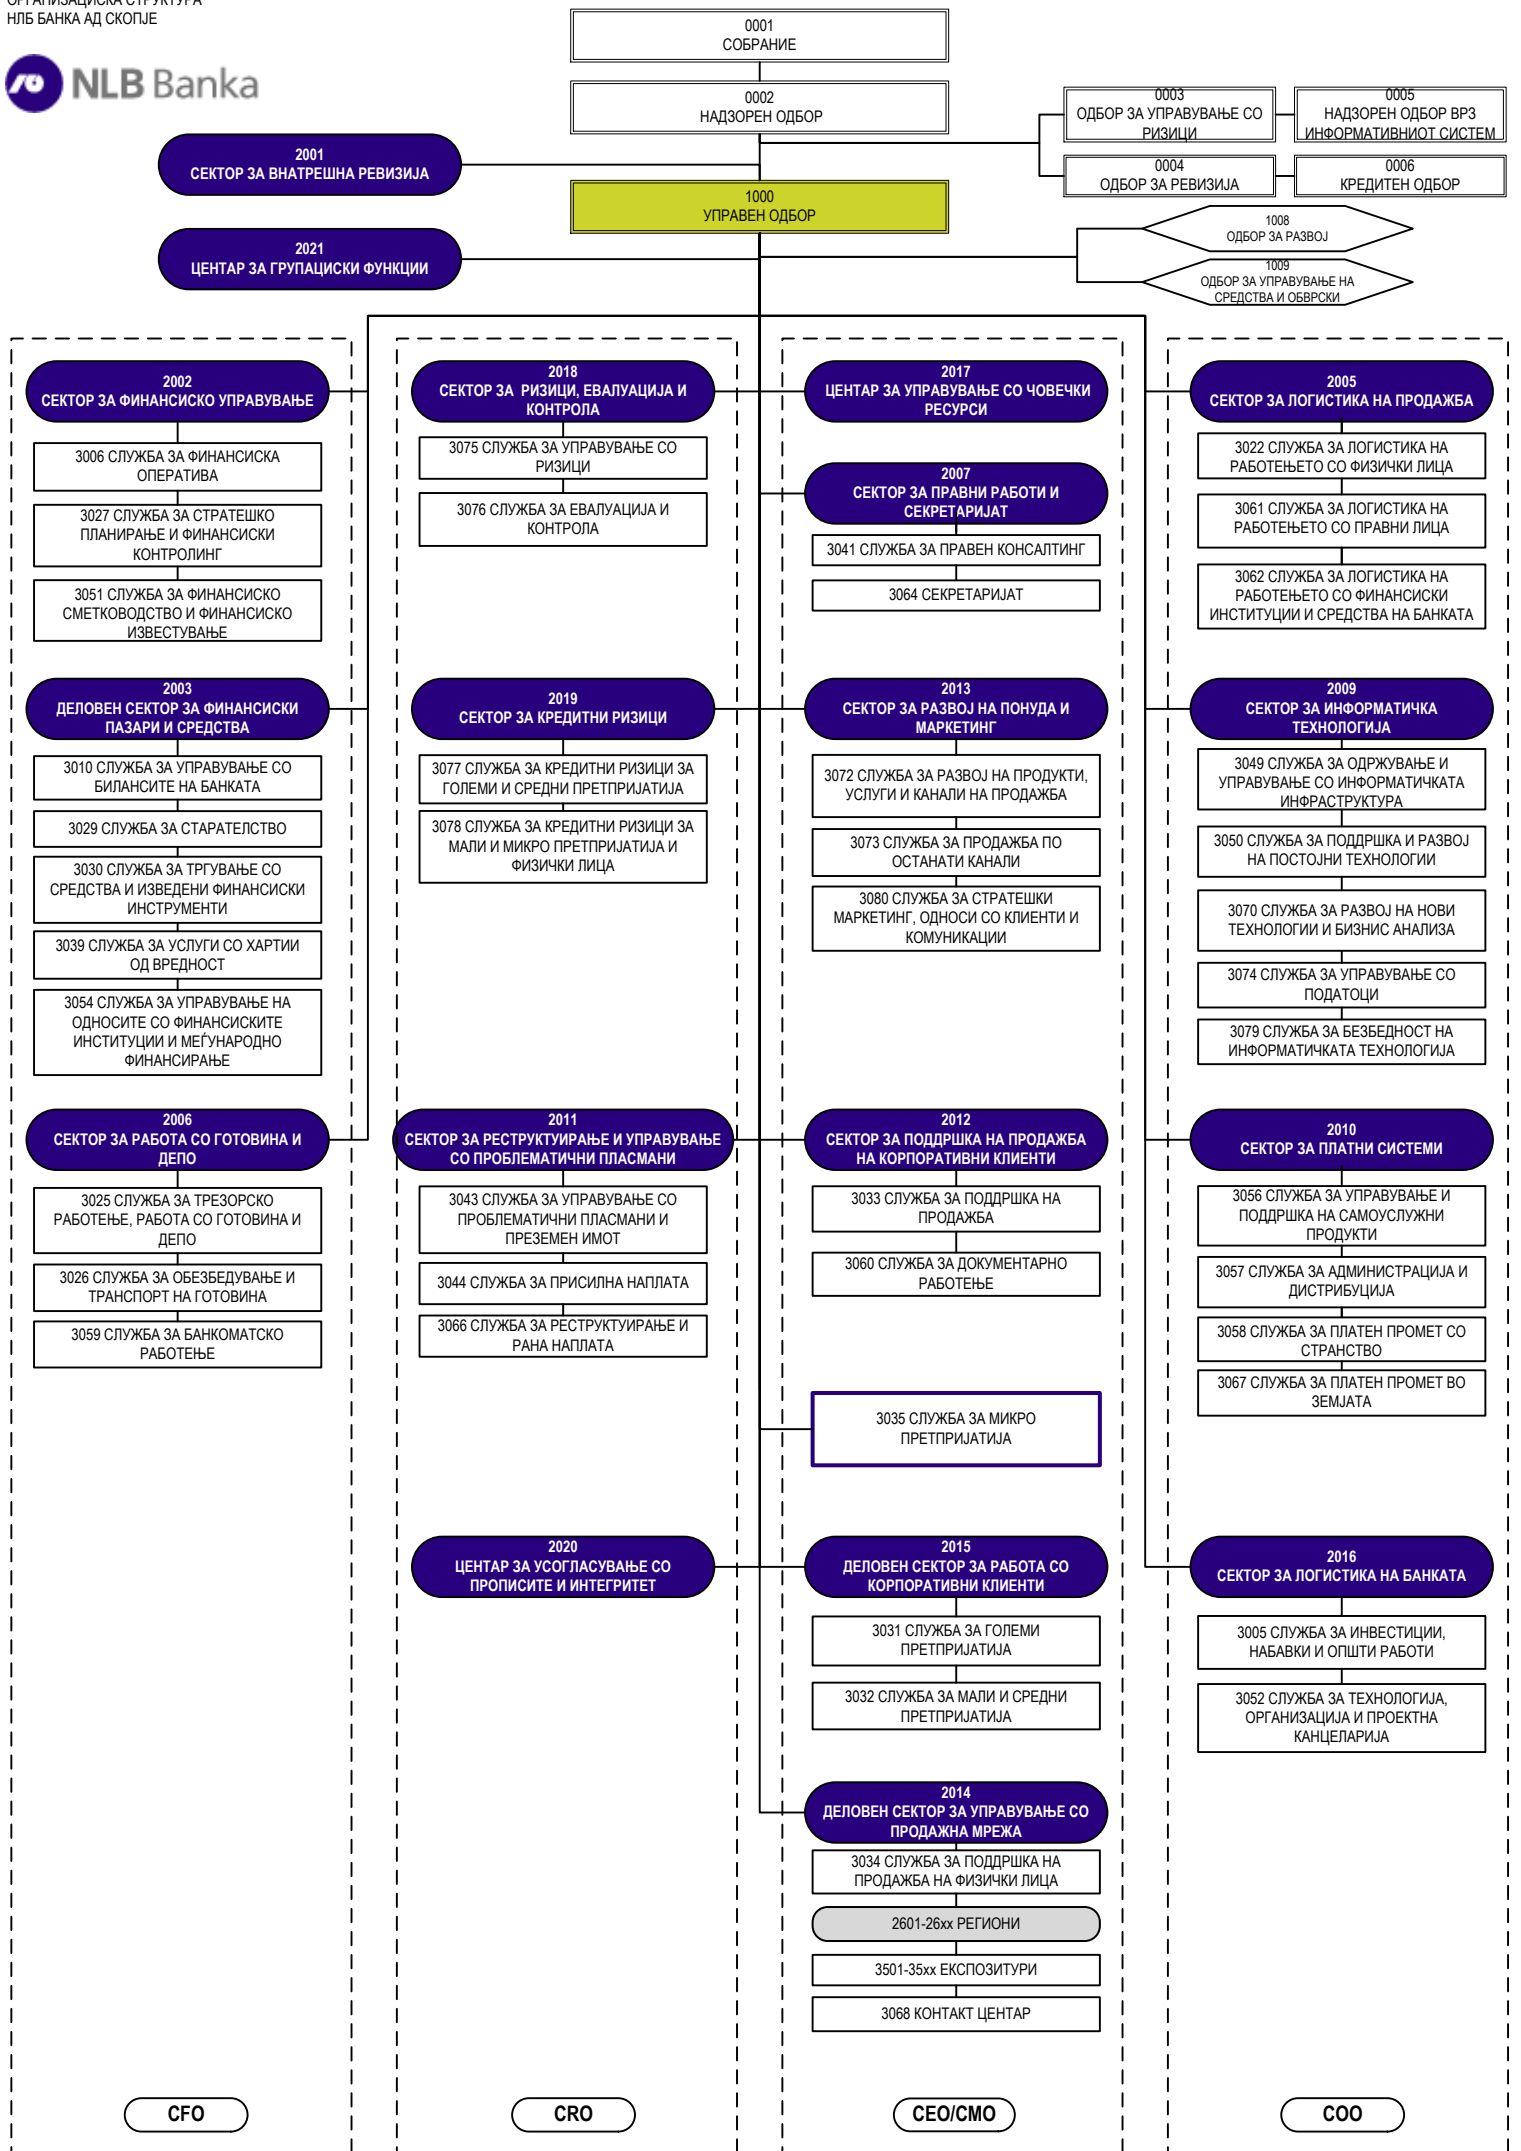 ОРГАНИЗАЦИСКА СТРУКТУРА
НЛБ БАНКА АД СКОПЈЕ
NLB Banka
0001
СОБРАНИЕ
0002
НАДЗОРЕН ОДБОР
0003
ОДБОР ЗА УПРАВУВАЊЕ СО
РИЗИЦИ
0005
НАДЗОРЕН ОДБОР ВРЗ
ИНФОРМАТИВНИОТ СИСТЕМ
2001
СЕКТОР ЗА ВНАТРЕШНА РЕВИЗИЈА
0004
ОДБОР ЗА РЕВИЗИЈА
0006
КРЕДИТЕН ОДБОР
1000
УПРАВЕН ОДБОР
1008
ОДБОР ЗА РАЗВОЈ
2021
ЦЕНТАР ЗА ГРУПАЦИСКИ ФУНКЦИИ
1009
ОДБОР ЗА УПРАВУВАЊЕ НА
СРЕДСТВА И ОБВРСКИ
2002
СЕКТОР ЗА ФИНАНСИСКО УПРАВУВАЊЕ
3006 СЛУЖБА ЗА ФИНАНСИСКА
ОПЕРАТИВА
3027 СЛУЖБА ЗА СТРАТЕШКО
ПЛАНИРАЊЕ И ФИНАНСИСКИ
КОНТРОЛИНГ
3051 СЛУЖБА ЗА ФИНАНСИСКО
СМЕТКОВОДСТВО И ФИНАНСИСКО
ИЗВЕСТУВАЊЕ
2003
ДЕЛОВЕН СЕКТОР ЗА ФИНАНСИСКИ
ПАЗАРИ И СРЕДСТВА
3010 СЛУЖБА ЗА УПРАВУВАЊЕ СО
БИЛАНСИТЕ НА БАНКАТА
3029 СЛУЖБА ЗА СТАРАТЕЛСТВО
3030 СЛУЖБА ЗА ТРГУВАЊЕ СО
СРЕДСТВА И ИЗВЕДЕНИ ФИНАНСИСКИ
ИНСТРУМЕНТИ
3039 СЛУЖБА ЗА УСЛУГИ СО ХАРТИИ
ОД ВРЕДНОСТ
3054 СЛУЖБА ЗА УПРАВУВАЊЕ НА
ОДНОСИТЕ СО ФИНАНСИСКИТЕ
ИНСТИТУЦИИ И МЕЃУНАРОДНО
ФИНАНСИРАЊЕ
2006
СЕКТОР ЗА РАБОТА СО ГОТОВИНА И
ДЕПО
3025 СЛУЖБА ЗА ТРЕЗОРСКО
РАБОТЕЊЕ, РАБОТА СО ГОТОВИНА И
ДЕПО
3026 СЛУЖБА ЗА ОБЕЗБЕДУВАЊЕ И
ТРАНСПОРТ НА ГОТОВИНА
3059 СЛУЖБА ЗА БАНКОМАТСКО
РАБОТЕЊЕ
CFO
2018
СЕКТОР ЗА РИЗИЦИ, ЕВАЛУАЦИЈА И
КОНТРОЛА
3075 СЛУЖБА ЗА УПРАВУВАЊЕ СО
РИЗИЦИ
3076 СЛУЖБА ЗА ЕВАЛУАЦИЈА И
КОНТРОЛА
2019
СЕКТОР ЗА КРЕДИТНИ РИЗИЦИ
3077 СЛУЖБА ЗА КРЕДИТНИ РИЗИЦИ ЗА
ГОЛЕМИ И СРЕДНИ ПРЕТПРИЈАТИЈА
3078 СЛУЖБА ЗА КРЕДИТНИ РИЗИЦИ ЗА
МАЛИ И МИКРО ПРЕТПРИЈАТИЈА И
ФИЗИЧКИ ЛИЦА
2011
СЕКТОР ЗА РЕСТРУКТУИРАЊЕ И УПРАВУВАЊЕ
СО ПРОБЛЕМАТИЧНИ ПЛАСМАНИ
3043 СЛУЖБА ЗА УПРАВУВАЊЕ СО
ПРОБЛЕМАТИЧНИ ПЛАСМАНИ И
ПРЕЗЕМЕН ИМОТ
3044 СЛУЖБА ЗА ПРИСИЛНА НАПЛАТА
3066 СЛУЖБА ЗА РЕСТРУКТУИРАЊЕ И
РАНА НАПЛАТА
2020
ЦЕНТАР ЗА УСОГЛАСУВАЊЕ СО
ПРОПИСИТЕ И ИНТЕГРИТЕТ
CRO
2017
ЦЕНТАР ЗА УПРАВУВАЊЕ СО ЧОВЕЧКИ
РЕСУРСИ
2007
СЕКТОР ЗА ПРАВНИ РАБОТИ И
СЕКРЕТАРИЈАТ
3041 СЛУЖБА ЗА ПРАВЕН КОНСАЛТИНГ
3064 СЕКРЕТАРИЈАТ
2013
СЕКТОР ЗА РАЗВОЈ НА ПОНУДА И
МАРКЕТИНГ
3072 СЛУЖБА ЗА РАЗВОЈ НА ПРОДУКТИ,
УСЛУГИ И КАНАЛИ НА ПРОДАЖБА
3073 СЛУЖБА ЗА ПРОДАЖБА ПО
ОСТАНАТИ КАНАЛИ
3080 СЛУЖБА ЗА СТРАТЕШКИ
МАРКЕТИНГ, ОДНОСИ СО КЛИЕНТИ И
КОМУНИКАЦИИ
2012
СЕКТОР ЗА ПОДДРШКА НА ПРОДАЖБА
НА КОРПОРАТИВНИ КЛИЕНТИ
3033 СЛУЖБА ЗА ПОДДРШКА НА
ПРОДАЖБА
3060 СЛУЖБА ЗА ДОКУМЕНТАРНО
РАБОТЕЊЕ
3035 СЛУЖБА ЗА МИКРО
ПРЕТПРИЈАТИЈА
2015
ДЕЛОВЕН СЕКТОР ЗА РАБОТА СО
КОРПОРАТИВНИ КЛИЕНТИ
3031 СЛУЖБА ЗА ГОЛЕМИ
ПРЕТПРИЈАТИЈА
3032 СЛУЖБА ЗА МАЛИ И СРЕДНИ
ПРЕТПРИЈАТИЈА
2014
ДЕЛОВЕН СЕКТОР ЗА УПРАВУВАЊЕ СО
ПРОДАЖНА МРЕЖА
3034 СЛУЖБА ЗА ПОДДРШКА НА
ПРОДАЖБА НА ФИЗИЧКИ ЛИЦА
2601-26xx РЕГИОНИ
3501-35xx ЕКСПОЗИТУРИ
3068 КОНТАКТ ЦЕНТАР
CEO/CMO
2005
СЕКТОР ЗА ЛОГИСТИКА НА ПРОДАЖБА
3022 СЛУЖБА ЗА ЛОГИСТИКА НА
РАБОТЕЊЕТО СО ФИЗИЧКИ ЛИЦА
3061 СЛУЖБА ЗА ЛОГИСТИКА НА
РАБОТЕЊЕТО СО ПРАВНИ ЛИЦА
3062 СЛУЖБА ЗА ЛОГИСТИКА НА
РАБОТЕЊЕТО СО ФИНАНСИСКИ
ИНСТИТУЦИИ И СРЕДСТВА НА БАНКАТА
2009
СЕКТОР ЗА ИНФОРМАТИЧКА
ТЕХНОЛОГИЈА
3049 СЛУЖБА ЗА ОДРЖУВАЊЕ И
УПРАВУВАЊЕ СО ИНФОРМАТИЧКАТА
ИНФРАСТРУКТУРА
3050 СЛУЖБА ЗА ПОДДРШКА И РАЗВОЈ
НА ПОСТОЈНИ ТЕХНОЛОГИИ
3070 СЛУЖБА ЗА РАЗВОЈ НА НОВИ
ТЕХНОЛОГИИ И БИЗНИС АНАЛИЗА
3074 СЛУЖБА ЗА УПРАВУВАЊЕ СО
ПОДАТОЦИ
3079 СЛУЖБА ЗА БЕЗБЕДНОСТ НА
ИНФОРМАТИЧКАТА ТЕХНОЛОГИЈА
2010
СЕКТОР ЗА ПЛАТНИ СИСТЕМИ
3056 СЛУЖБА ЗА УПРАВУВАЊЕ И
ПОДДРШКА НА САМОУСЛУЖНИ
ПРОДУКТИ
3057 СЛУЖБА ЗА АДМИНИСТРАЦИЈА И
ДИСТРИБУЦИЈА
3058 СЛУЖБА ЗА ПЛАТЕН ПРОМЕТ СО
СТРАНСТВО
3067 СЛУЖБА ЗА ПЛАТЕН ПРОМЕТ ВО
ЗЕМЈАТА
2016
СЕКТОР ЗА ЛОГИСТИКА НА БАНКАТА
3005 СЛУЖБА ЗА ИНВЕСТИЦИИ,
НАБАВКИ И ОПШТИ РАБОТИ
3052 СЛУЖБА ЗА ТЕХНОЛОГИЈА,
ОРГАНИЗАЦИЈА И ПРОЕКТНА
КАНЦЕЛАРИЈА
COO